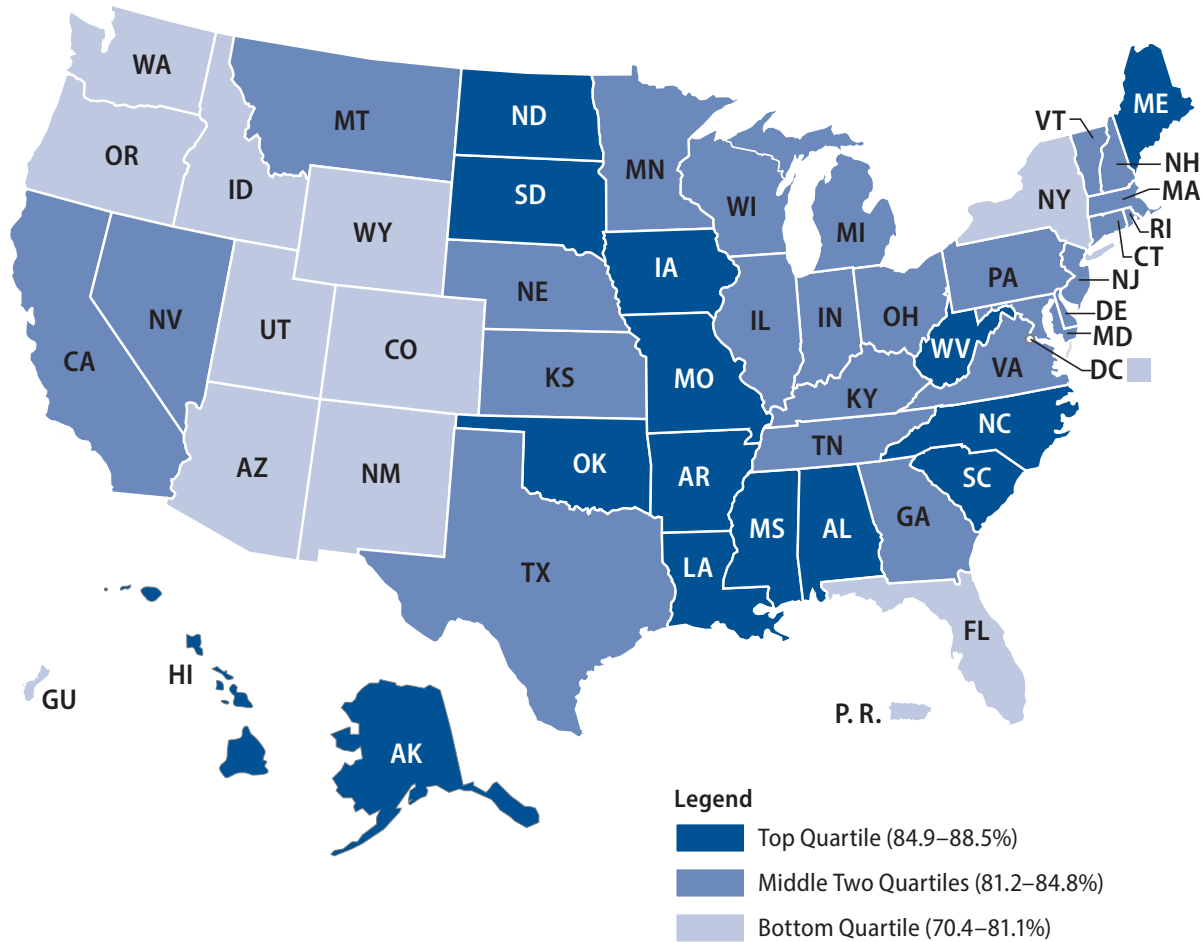 WA
MT
ND
ME
VT
OR
MN
NH
ID
SD
WI
NY
MA
MI
RI
WY
CT
IA
PA
NJ
NE
NV
IL
IN
OH
DE
UT
CO
MD
CA
WV
VA
DC
KS
MO
KY
NC
TN
AZ
NM
OK
AR
SC
MS
AL
GA
TX
LA
FL
HI
GU
P. R.
AK
Legend
Top Quartile (84.9–88.5%)
Middle Two Quartiles (81.2–84.8%)
Bottom Quartile (70.4–81.1%)